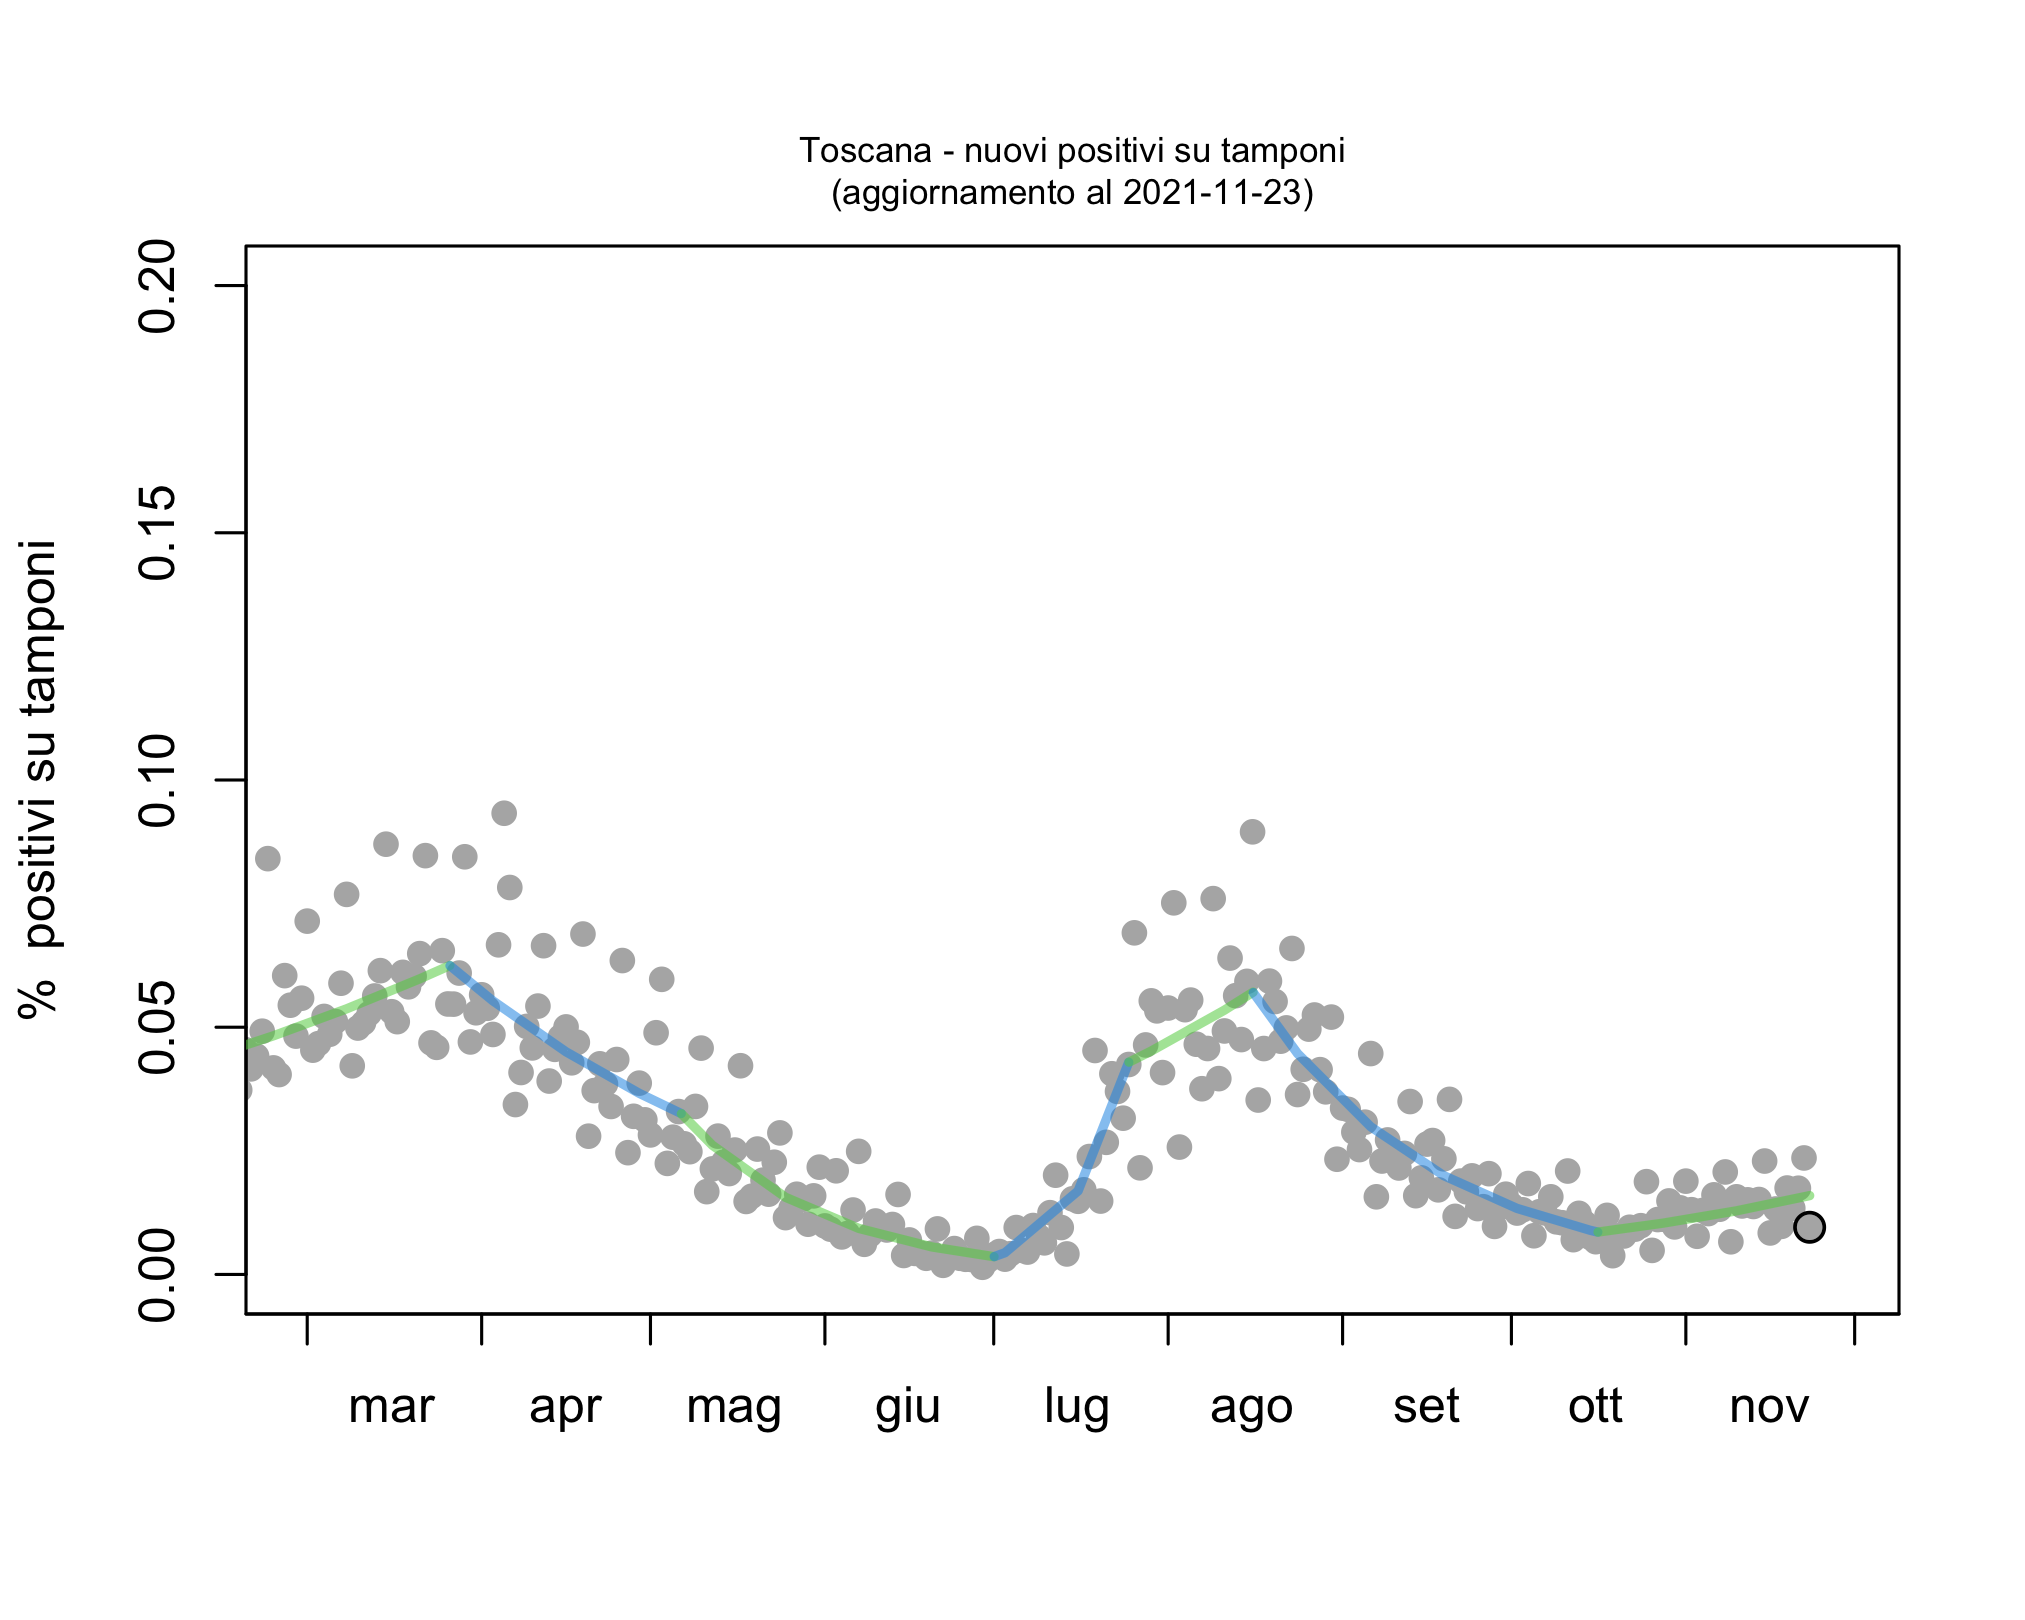 Toscana - nuovi positivi su tamponi
(aggiornamento al 2021-11-23)
% positivi su tamponi
0.20
0.15
0.10
0.05
0.00
mar apr mag giu lug ago set ott nov